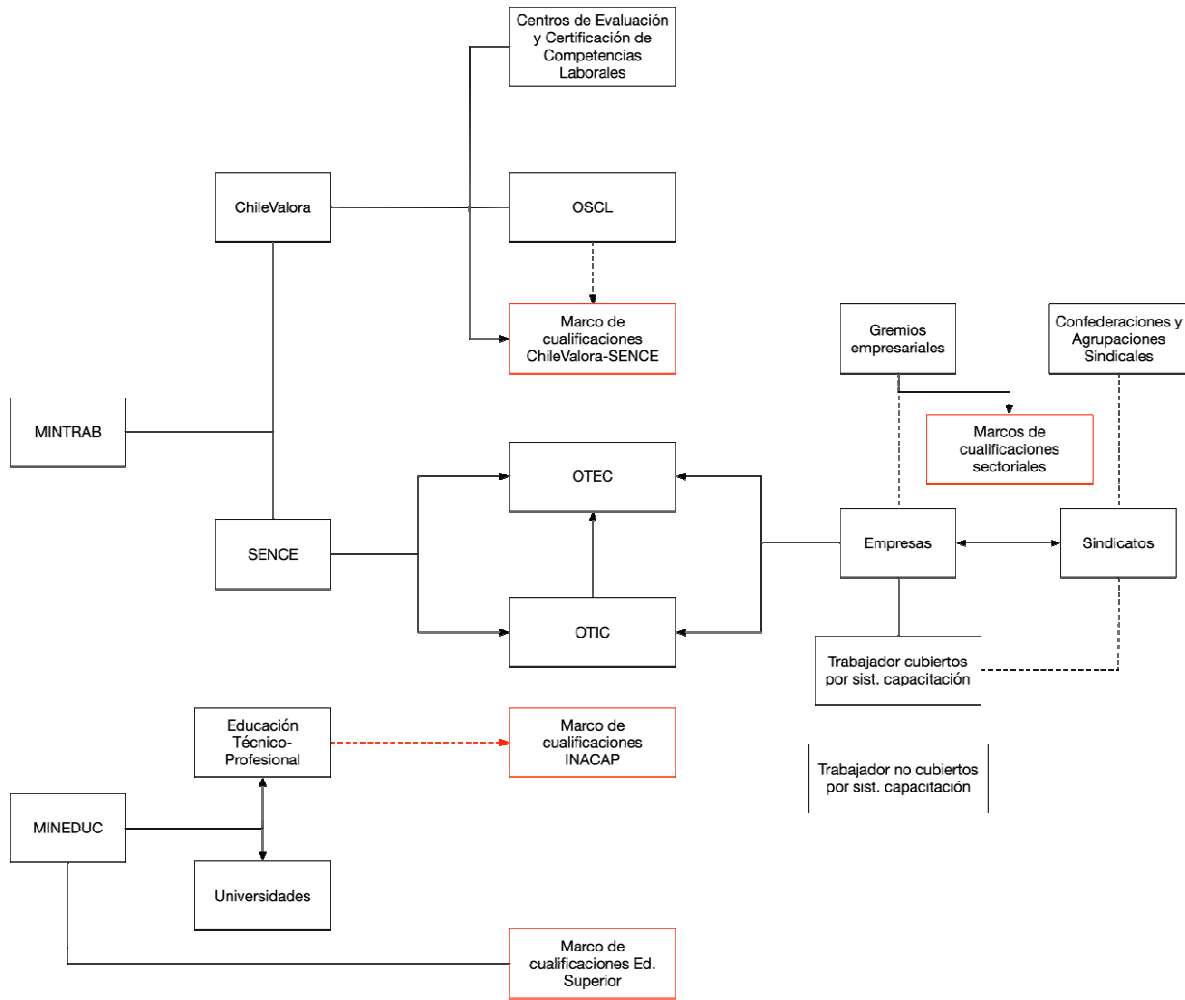 Centros de Evaluación
y Certificación de
Competencias
Laborales
ChileValora
OSCL
Marco de
cualificaciones
ChileValora-SENCE
Gremios
empresariales
Confederaciones y
Agrupaciones
Sindicales
MINTRAB
Marcos de
cualificaciones
sectoriales
OTEC
SENCE
Empresas
Sindicatos
OTIC
Trabajador cubiertos
por sist. capacitación
Educación
Técnico-
Profesional
Marco de
cualificaciones
INACAP
Trabajador no cubiertos
por sist. capacitación
MINEDUC
Universidades
Marco de
cualificaciones Ed.
Superior